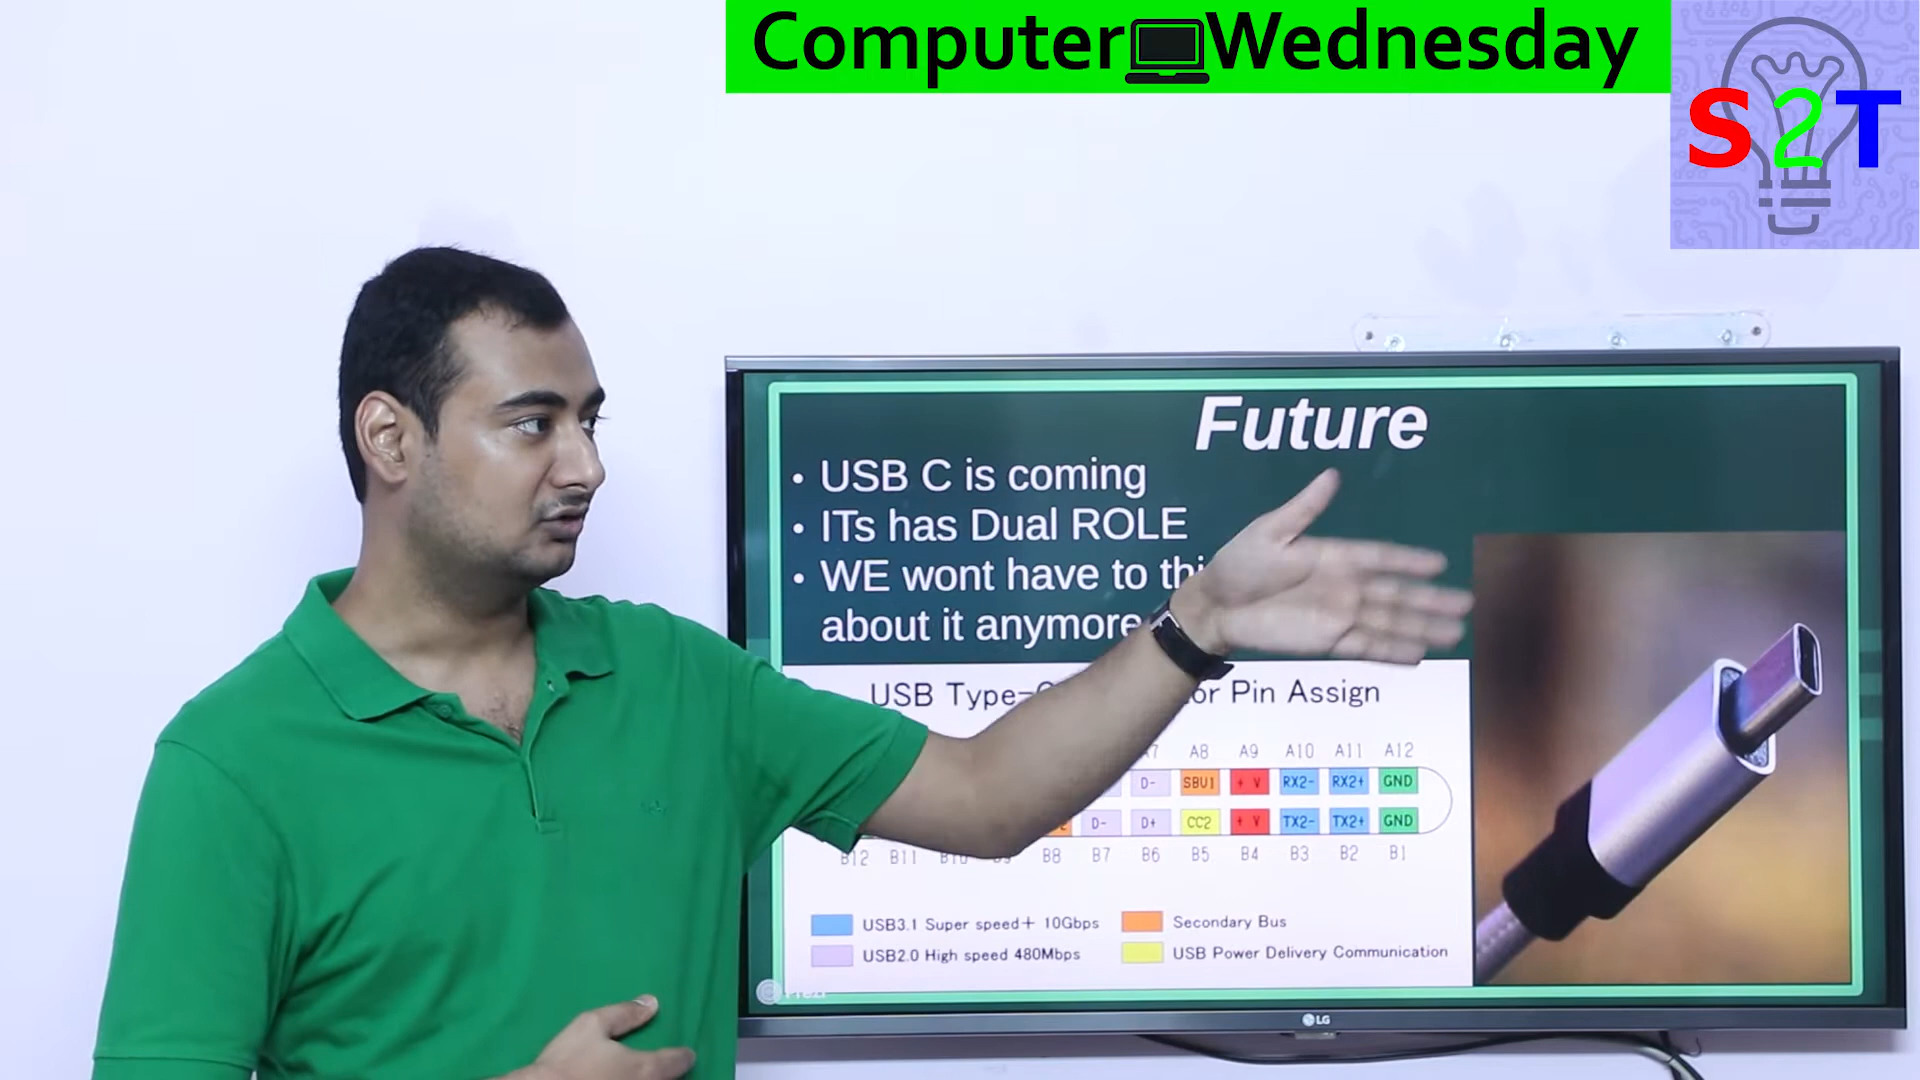 Computer Wednesday
S2T
Future
• USB C is coming
• ITs has Dual ROLE
• WE wont have to
about it anymore
USB Type- Pin Assign
A8 A9 A10 A11 A12
D- SBU1 + V RX2- RX2+ GND
D- D+ CC2 + V TX2- TX2+ GND
B12 B11 B10 B9 B8 B7 B6 B5 B4 B3 B2 B1
USB3.1 Super speed+ 10Gbps
Secondary Bus
USB2.0 High speed 480Mbps
USB Power Delivery Communication
Prezi
LG